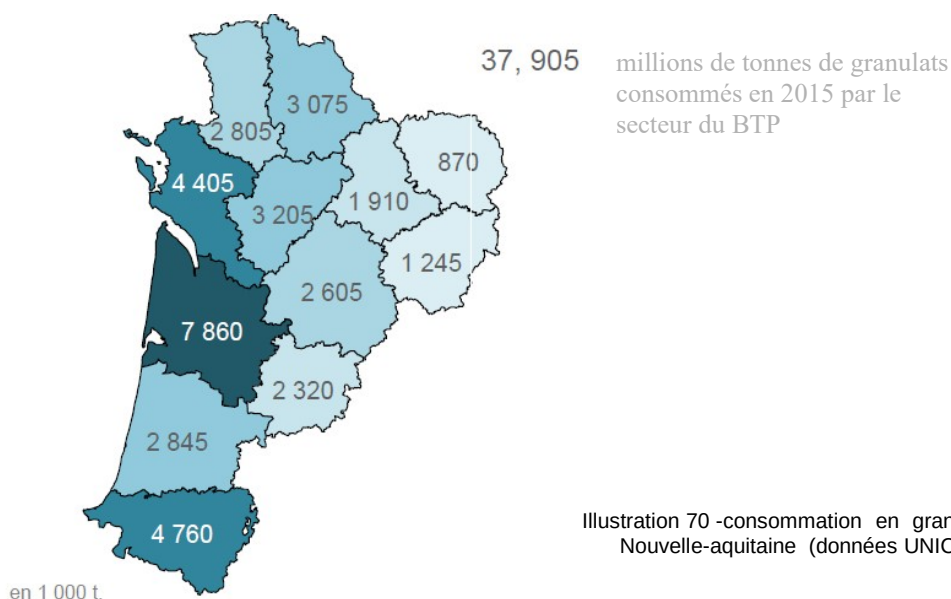 37, 905
millions de tonnes de granulats
consommés en 2015 par le
secteur du BTP
3 075
2 805
870
4 405
1 910
3 205
1 245
2 605
7 860
2 320
2 845
4 760
Illustration 70 -consommation en gran
Nouvelle-aquitaine (données UNIC
en 1 000 t.